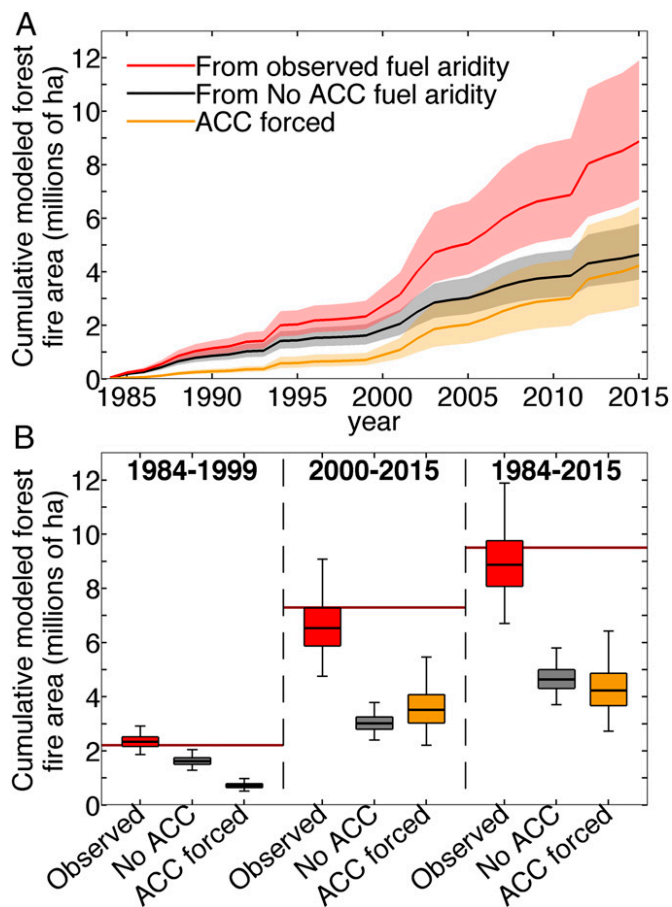 A
Cumulative modeled forest
fire area (millions of ha)
12
10
8
6
4
2
0
From observed fuel aridity
From No ACC fuel aridity
ACC forced
1985 1990 1995 2000 2005 2010 2015
year
B
Cumulative modeled forest
fire area (millions of ha)
12
10
8
6
4
2
0
1984-1999 2000-2015 1984-2015
Observed No ACC ACC forced Observed No ACC ACC forced Observed No ACC ACC forced